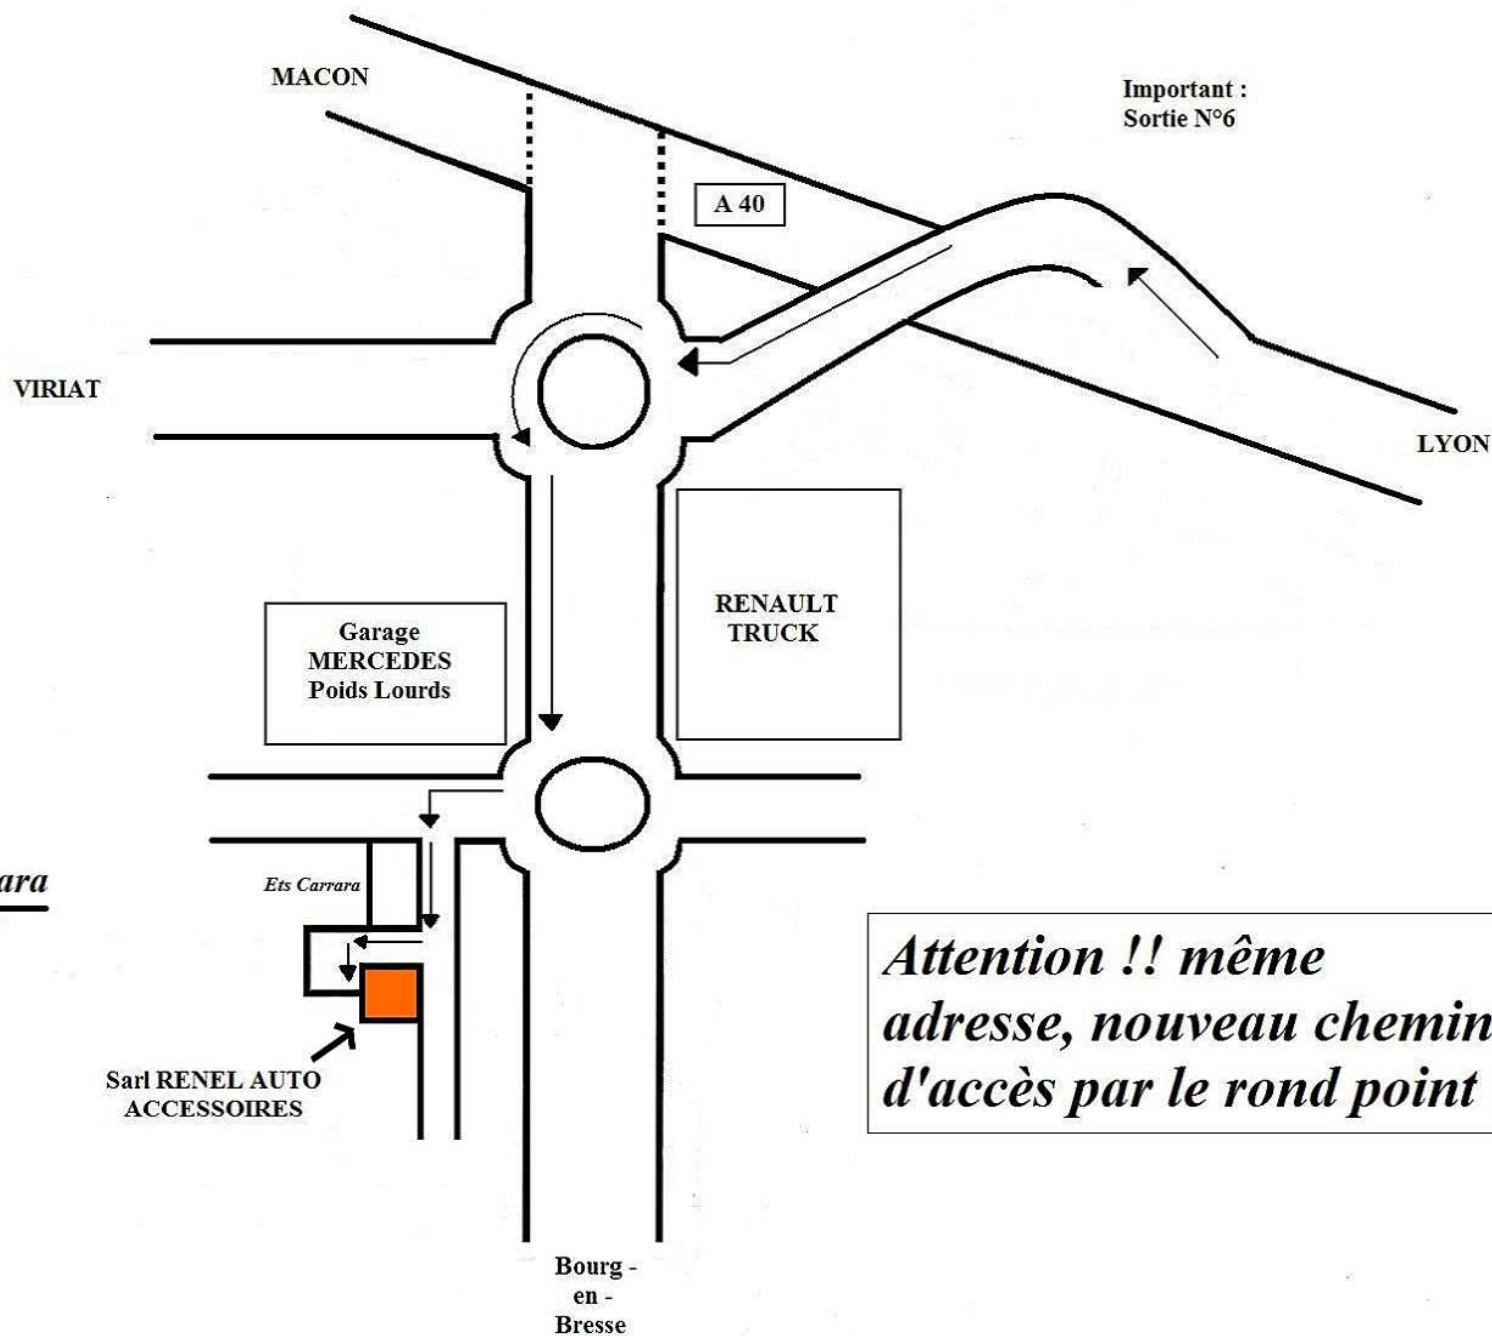 MACON
Important :
Sortie N°6
A 40
VIRIAT
LYON
RENAULT
TRUCK
Garage
MERCEDES
Poids Lourds
Ets Carrara
Attention !! même
adresse, nouveau chemin
d'accès par le rond point
Sarl RENEL AUTO
ACCESSOIRES
Bourg -
en -
Bresse